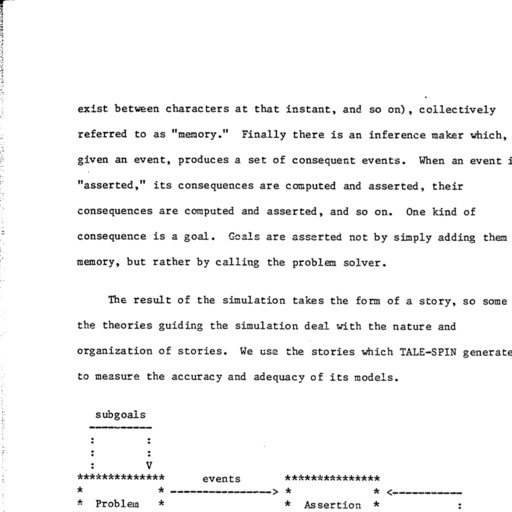 exist between characters at that instant, and so on), collectively
referred to as "memory."  Finally there is an inference maker which,
given an event, produces a set of consequent events.  When an event i
"asserted," its consequences are computed and asserted, their
consequences are computed and asserted, and so on.  One kind of
consequence is a goal.  Goals are asserted not by simply adding them
memory, but rather by calling the problem solver.
The result of the simulation takes the form of a story, so some
the theories guiding the simulation deal with the nature and
organization of stories.  We use the stories which TALE-SPIN generate
to measure the accuracy and adequacy of its models.
subgoals
----------
:        :
:        :
:        V
************** events ***************
*            * ----------------> *             * <-----------
* Problem * * Assertion * :